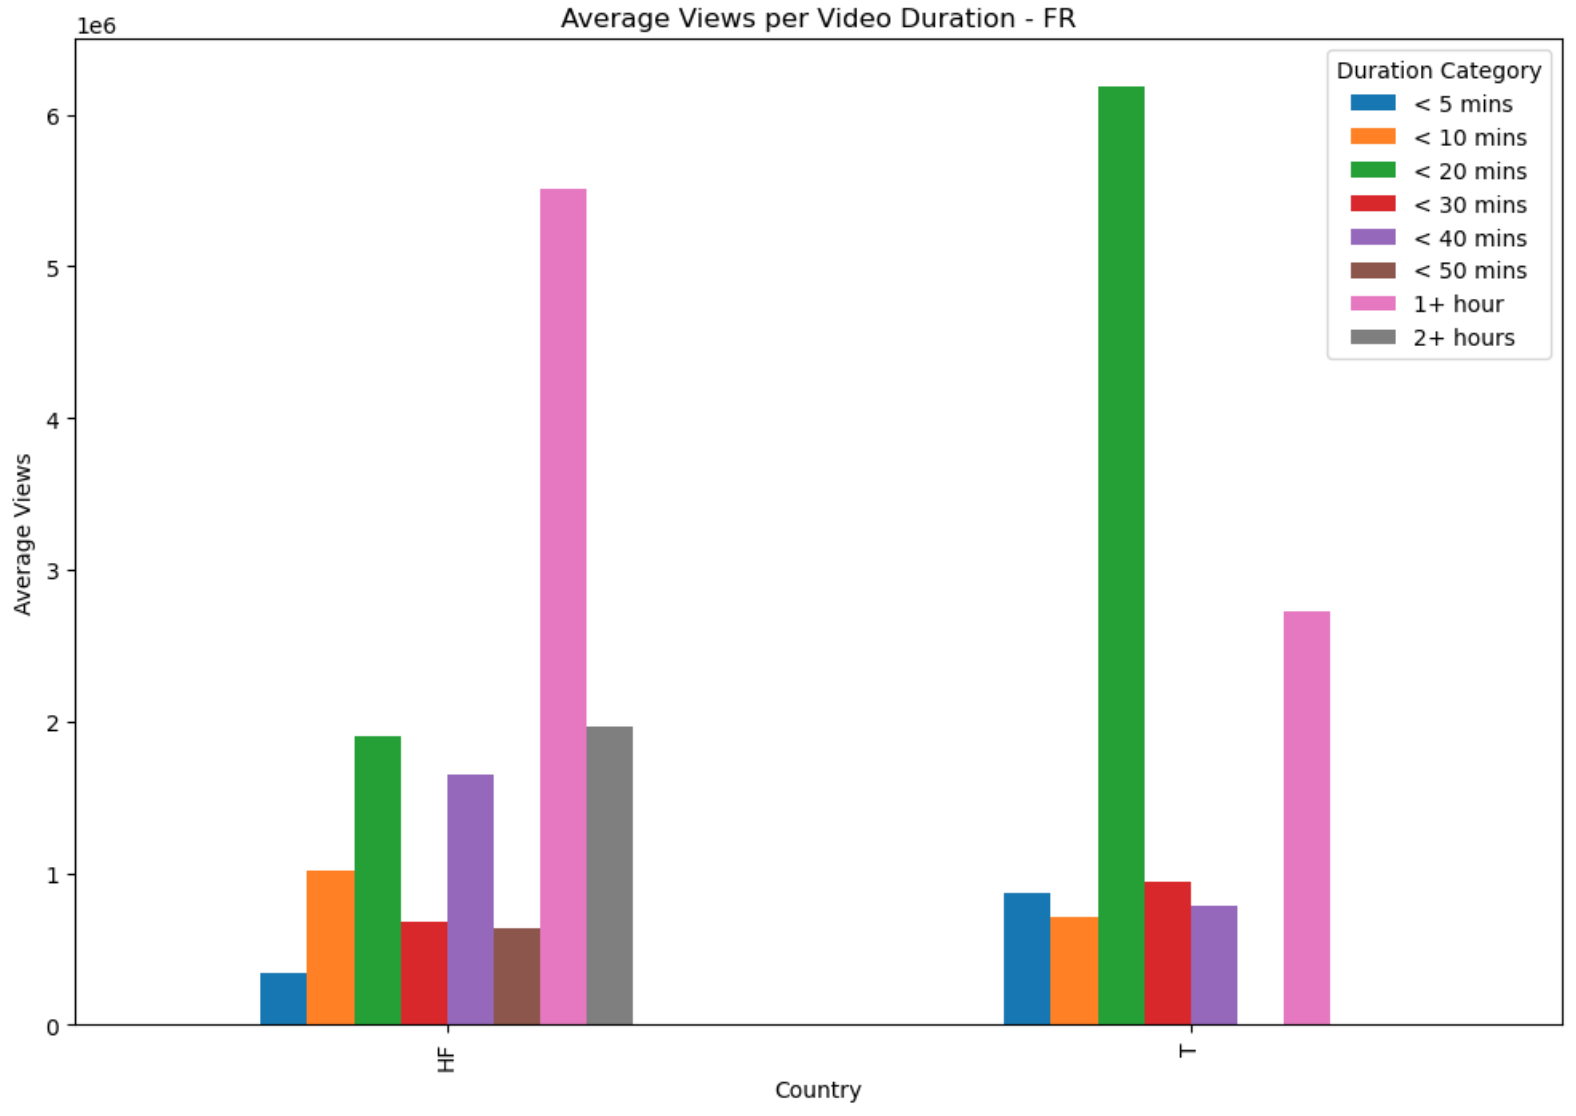 Average Views per Video Duration - FR
1e6
Duration Category
< 5 mins
< 10 mins
< 20 mins
< 30 mins
< 40 mins
< 50 mins
1+ hour
2+ hours
6
5
4
3
2
1
0
Average Views
HF
T
Country